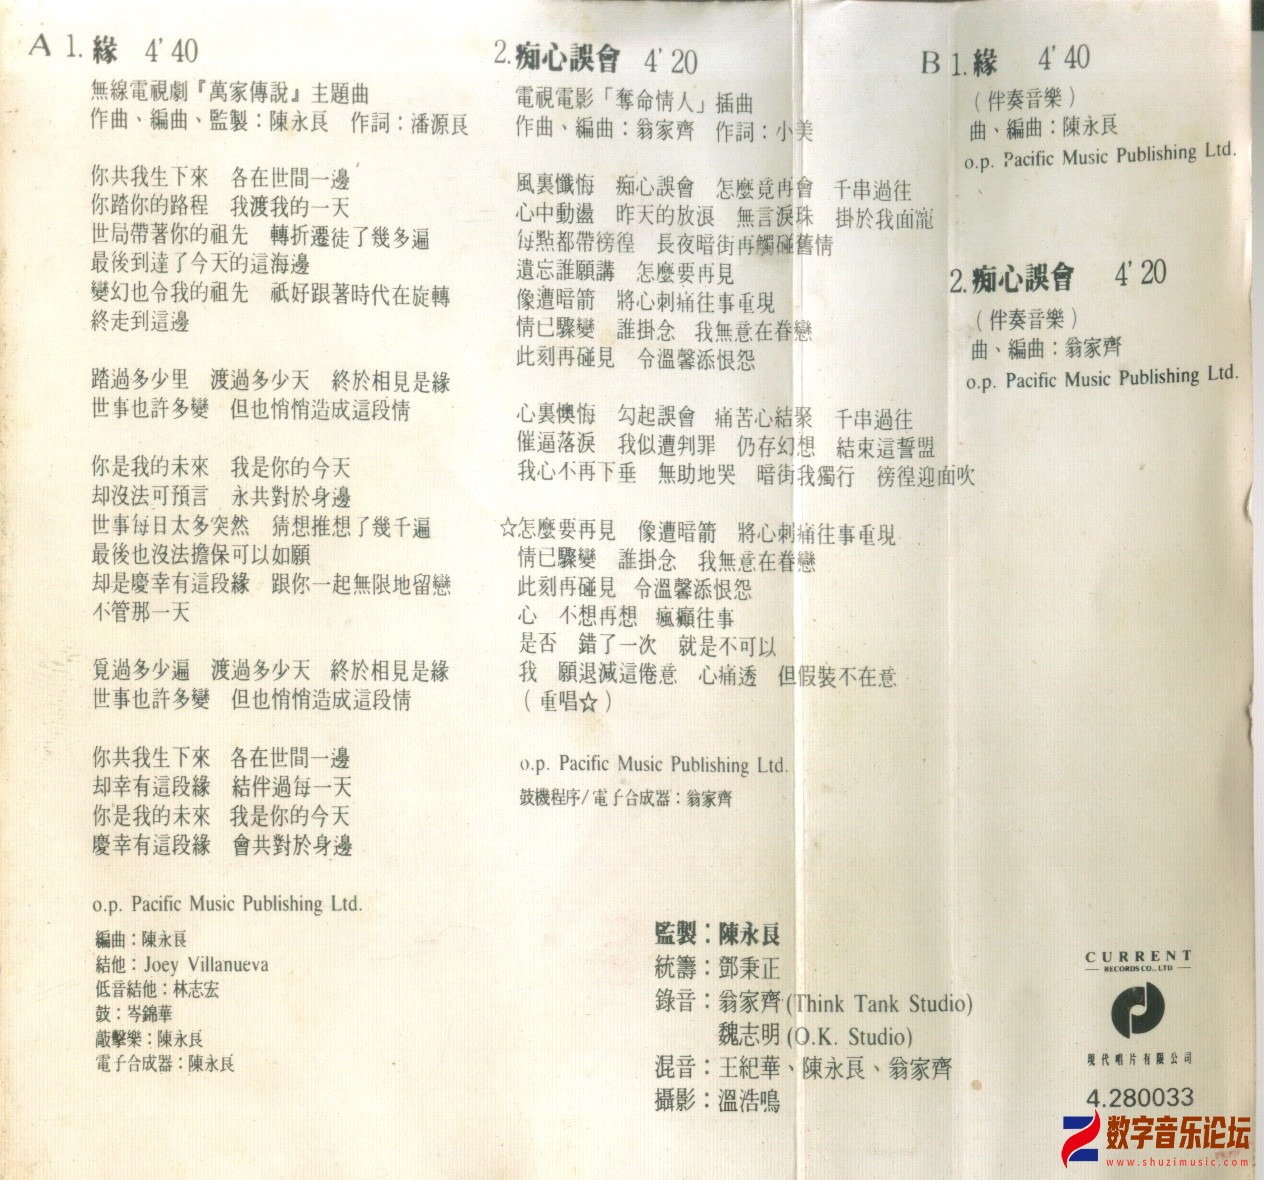 A 1. 緣 4'40
無線電視劇『萬家傳說』主題曲
作曲、編曲、監製：陳永良 作詞：潘源良
你共我生下來 各在世間一邊
你踏你的路程 我渡我的一天
世局帶著你的祖先 轉折遷徒了幾多遍
最後到達了今天的這海邊
變幻也令我的祖先 祇好跟著時代在旋轉
終走到這邊
踏過多少里 渡過多少天 終於相見是緣
世事也許多變 但也悄悄造成這段情
你是我的未來 我是你的今天
却沒法可預言 永共對於身邊
世事每日太多突然 猜想推想了幾千遍
最後也沒法擔保可以如願
却是慶幸有這段緣 跟你一起無限地留戀
不管那一天
覓過多少遍 渡過多少天 終於相見是緣
世事也許多變 但也悄悄造成這段情
你共我生下來 各在世間一邊
却幸有這段緣 結伴過每一天
你是我的未來 我是你的今天
慶幸有這段緣 會共對於身邊
o.p. Pacific Music Publishing Ltd.
編曲：陳永良
結他：Joey Villanueva
低音結他：林志宏
鼓：岑錦華
敲擊樂：陳永良
電子合成器：陳永良
2. 痴心誤會 4'20
電視電影「奪命情人」插曲
作曲、編曲：翁家齊 作詞：小美
風裏懺悔 痴心誤會 怎麼竟再會 千串過往
心中動盪 昨天的放浪 無言淚珠 掛於我面龐
每點都帶徬徨 長夜暗街再觸碰舊情
遺忘誰願講 怎麼要再見
像遭暗箭 將心刺痛往事重現
情已驟變 誰掛念 我無意在眷戀
此刻再碰見 令溫馨添恨怨
心裏懊悔 勾起誤會 痛苦心結聚 千串過往
催逼落淚 我似遭判罪 仍存幻想 結束這誓盟
我心不再下垂 無助地哭 暗街我獨行 徬徨迎面吹
☆怎麼要再見 像遭暗箭 將心刺痛往事重現
情已驟變 誰掛念 我無意在眷戀
此刻再碰見 令溫馨添恨怨
心 不想再想 瘋癲往事
是否 錯了一次 就是不可以
我 願退減這倦意 心痛透 但假裝不在意
（重唱☆）
o.p. Pacific Music Publishing Ltd.
鼓機程序/電子合成器：翁家齊
B 1. 緣 4'40
（伴奏音樂）
曲、編曲：陳永良
o.p. Pacific Music Publishing Ltd.
2. 痴心誤會 4'20
（伴奏音樂）
曲、編曲：翁家齊
o.p. Pacific Music Publishing Ltd.
監製：陳永良
統籌：鄧秉正
錄音：翁家齊(Think Tank Studio)
魏志明(O.K. Studio)
混音：王紀華、陳永良、翁家齊
攝影：溫浩鳴
CURRENT
RECORDS CO., LTD
現代唱片有限公司
4.280033
数字音乐论坛
www.shuzimusic.com